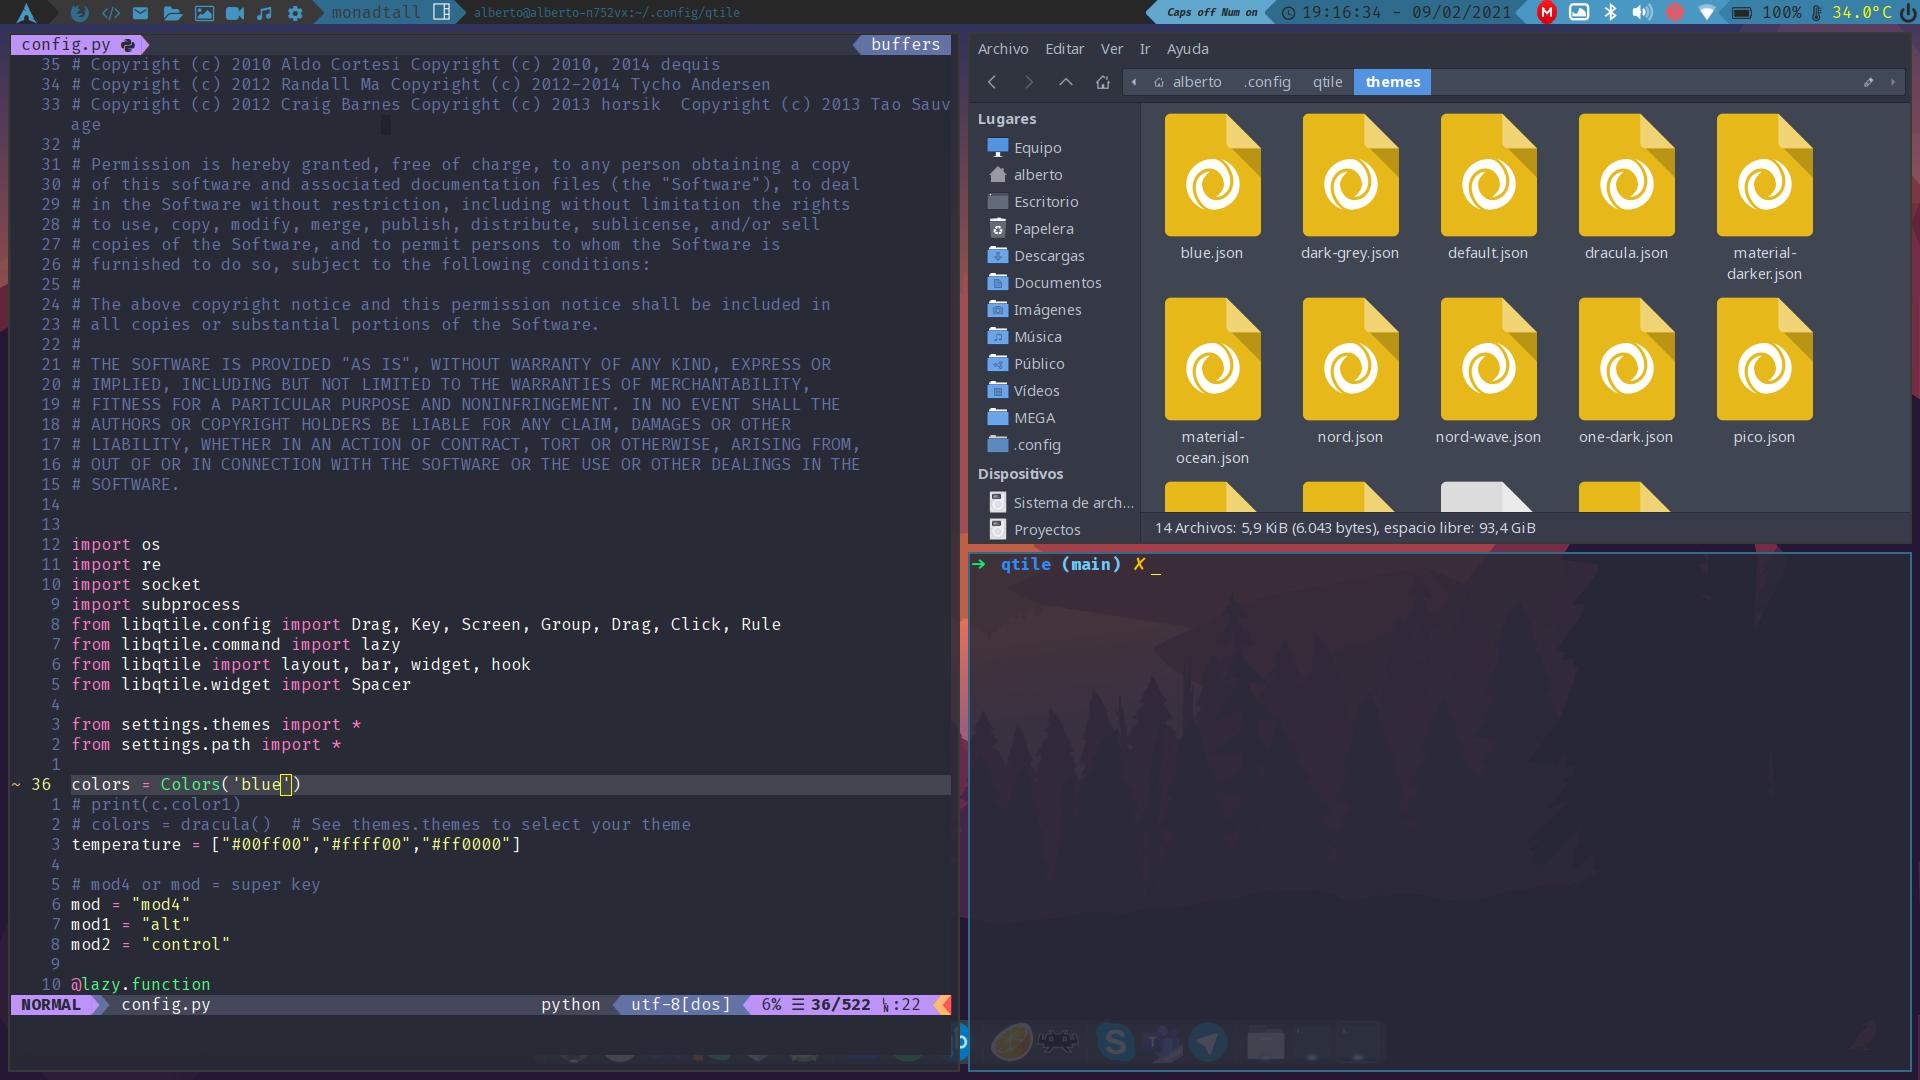 monadtall
alberto@alberto-n752vx:~/.config/qtile
Caps off Num on
19:16:34 - 09/02/2021
M
100%
34.0°C
config.py
buffers
35 # Copyright (c) 2010 Aldo Cortesi Copyright (c) 2010, 2014 dequis
34 # Copyright (c) 2012 Randall Ma Copyright (c) 2012-2014 Tycho Andersen
33 # Copyright (c) 2012 Craig Barnes Copyright (c) 2013 horsik  Copyright (c) 2013 Tao Sauv
age
32 #
31 # Permission is hereby granted, free of charge, to any person obtaining a copy
30 # of this software and associated documentation files (the "Software"), to deal
29 # in the Software without restriction, including without limitation the rights
28 # to use, copy, modify, merge, publish, distribute, sublicense, and/or sell
27 # copies of the Software, and to permit persons to whom the Software is
26 # furnished to do so, subject to the following conditions:
25 #
24 # The above copyright notice and this permission notice shall be included in
23 # all copies or substantial portions of the Software.
22 #
21 # THE SOFTWARE IS PROVIDED "AS IS", WITHOUT WARRANTY OF ANY KIND, EXPRESS OR
20 # IMPLIED, INCLUDING BUT NOT LIMITED TO THE WARRANTIES OF MERCHANTABILITY,
19 # FITNESS FOR A PARTICULAR PURPOSE AND NONINFRINGEMENT. IN NO EVENT SHALL THE
18 # AUTHORS OR COPYRIGHT HOLDERS BE LIABLE FOR ANY CLAIM, DAMAGES OR OTHER
17 # LIABILITY, WHETHER IN AN ACTION OF CONTRACT, TORT OR OTHERWISE, ARISING FROM,
16 # OUT OF OR IN CONNECTION WITH THE SOFTWARE OR THE USE OR OTHER DEALINGS IN THE
15 # SOFTWARE.
14
13
12 import os
11 import re
10 import socket
9 import subprocess
8 from libqtile.config import Drag, Key, Screen, Group, Drag, Click, Rule
7 from libqtile.command import lazy
6 from libqtile import layout, bar, widget, hook
5 from libqtile.widget import Spacer
4
3 from settings.themes import *
2 from settings.path import *
1
~ 36 colors = Colors('blue')
1 # print(c.color1)
2 # colors = dracula()  # See themes.themes to select your theme
3 temperature = ["#00ff00","#ffff00","#ff0000"]
4
5 # mod4 or mod = super key
6 mod = "mod4"
7 mod1 = "alt"
8 mod2 = "control"
9
10 @lazy.function
NORMAL config.py python utf-8[dos] 6% ☰ 36/522 :22
Archivo Editar Ver Ir Ayuda
alberto .config qtile themes
Lugares
Equipo
alberto
Escritorio
Papelera
Descargas
Documentos
Imágenes
Música
Público
Vídeos
MEGA
.config
Dispositivos
Sistema de arch...
Proyectos
blue.json
dark-grey.json
default.json
dracula.json
material-
darker.json
material-
ocean.json
nord.json
nord-wave.json
one-dark.json
pico.json
14 Archivos: 5,9 KiB (6.043 bytes), espacio libre: 93,4 GiB
→ qtile (main) ✗ _